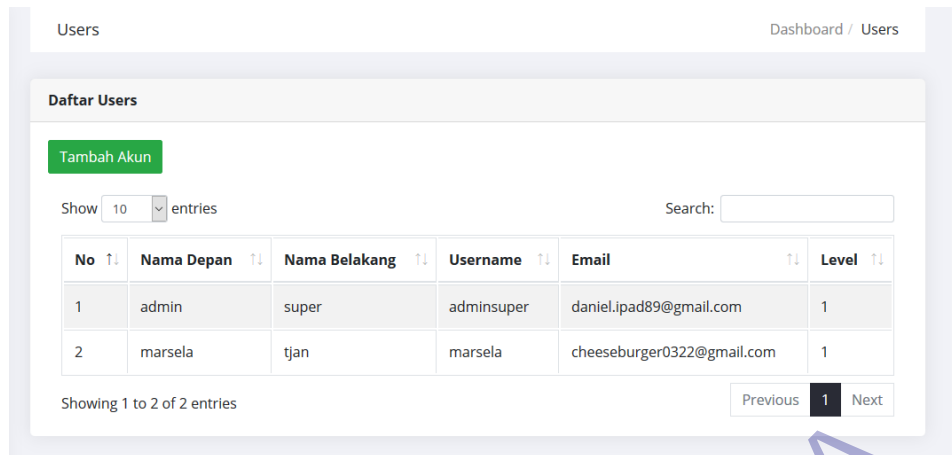 Users Dashboard / Users
Daftar Users
Tambah Akun
Show 10 entries Search:
No Nama Depan Nama Belakang Username Email Level
1 admin super adminsuper daniel.ipad89@gmail.com 1
2 marsela tjan marsela cheeseburger0322@gmail.com 1
Showing 1 to 2 of 2 entries Previous 1 Next